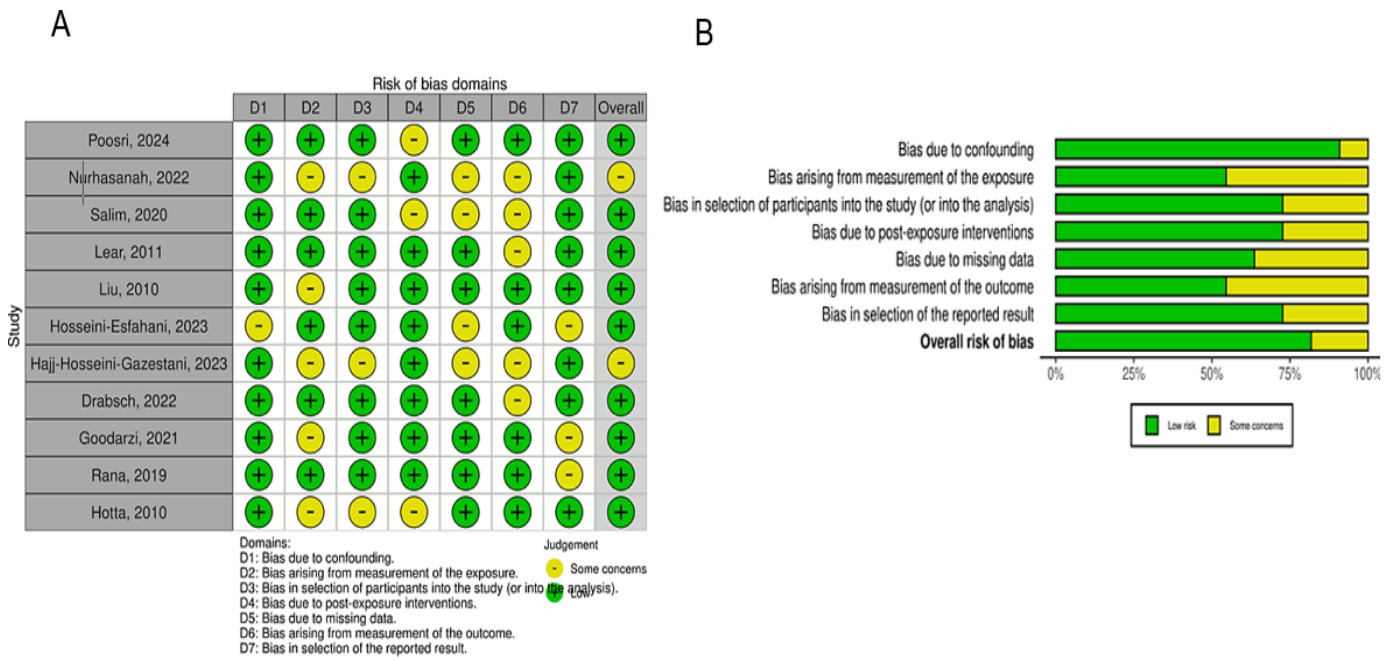 A
Risk of bias domains
D1 D2 D3 D4 D5 D6 D7 Overall
Study
Poosri, 2024 + + + - + + + +
Nurhasanah, 2022 + - - + - - + -
Salim, 2020 + + + - - - + +
Lear, 2011 + + + + + - + +
Liu, 2010 + - + + + + + +
Hosseini-Esfahani, 2023 - + + + - + - +
Hajj-Hosseini-Gazestani, 2023 + - - + - - + -
Drabsch, 2022 + + + + + - + +
Goodarzi, 2021 + - + + + + - +
Rana, 2019 + + + + + + - +
Hotta, 2010 + - - - + + + +
Domains:
D1: Bias due to confounding.
D2: Bias arising from measurement of the exposure.
D3: Bias in selection of participants into the study (or into the analysis).
D4: Bias due to post-exposure interventions.
D5: Bias due to missing data.
D6: Bias arising from measurement of the outcome.
D7: Bias in selection of the reported result.
Judgement
- Some concerns
+ Low
B
Bias due to confounding
Bias arising from measurement of the exposure
Bias in selection of participants into the study (or into the analysis)
Bias due to post-exposure interventions
Bias due to missing data
Bias arising from measurement of the outcome
Bias in selection of the reported result
Overall risk of bias
0% 25% 50% 75% 100%
Low risk Some concerns